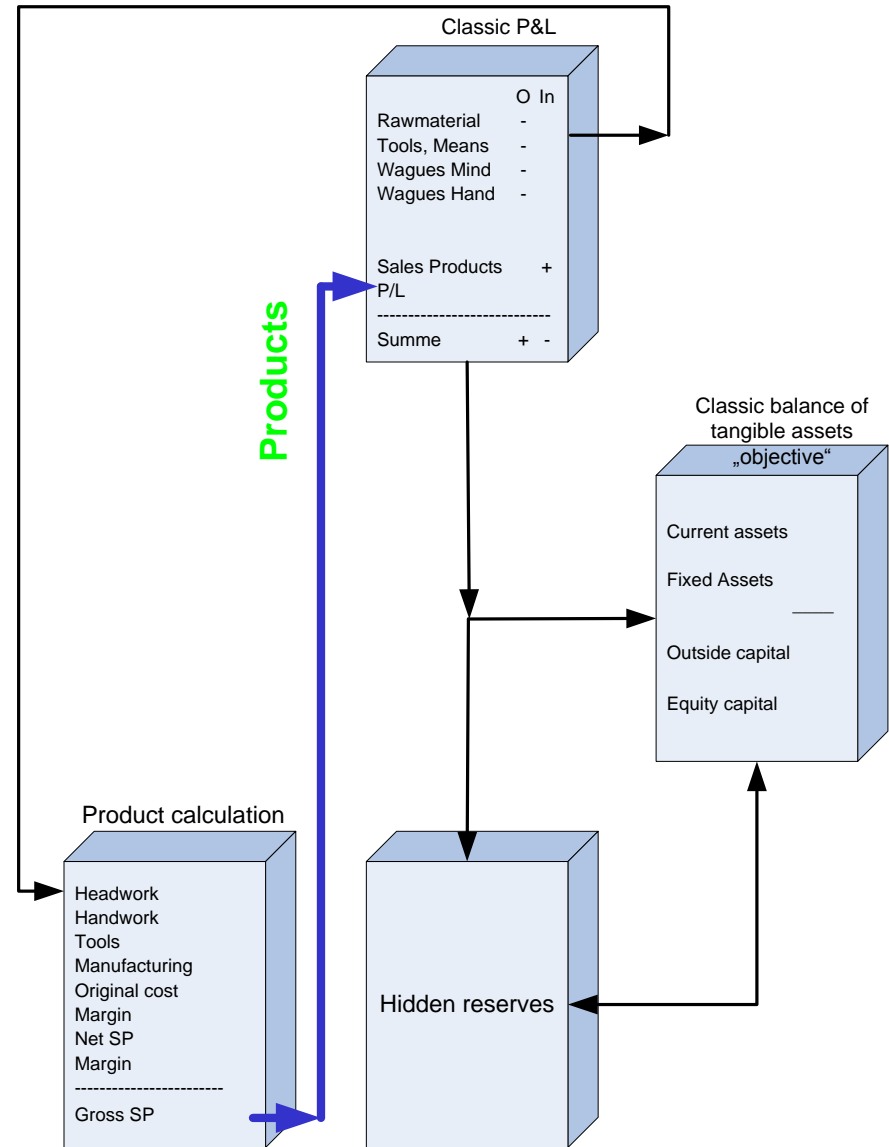 Classic P&L
O In
Rawmaterial -
Tools, Means -
Wagues Mind -
Wagues Hand -
Sales Products +
P/L
----------------------------
Summe + -
Products
Classic balance of
tangible assets
„objective“
Current assets
Fixed Assets
Outside capital
Equity capital
Product calculation
Headwork
Handwork
Tools
Manufacturing
Original cost
Margin
Net SP
Margin
------------------------
Gross SP
Hidden reserves